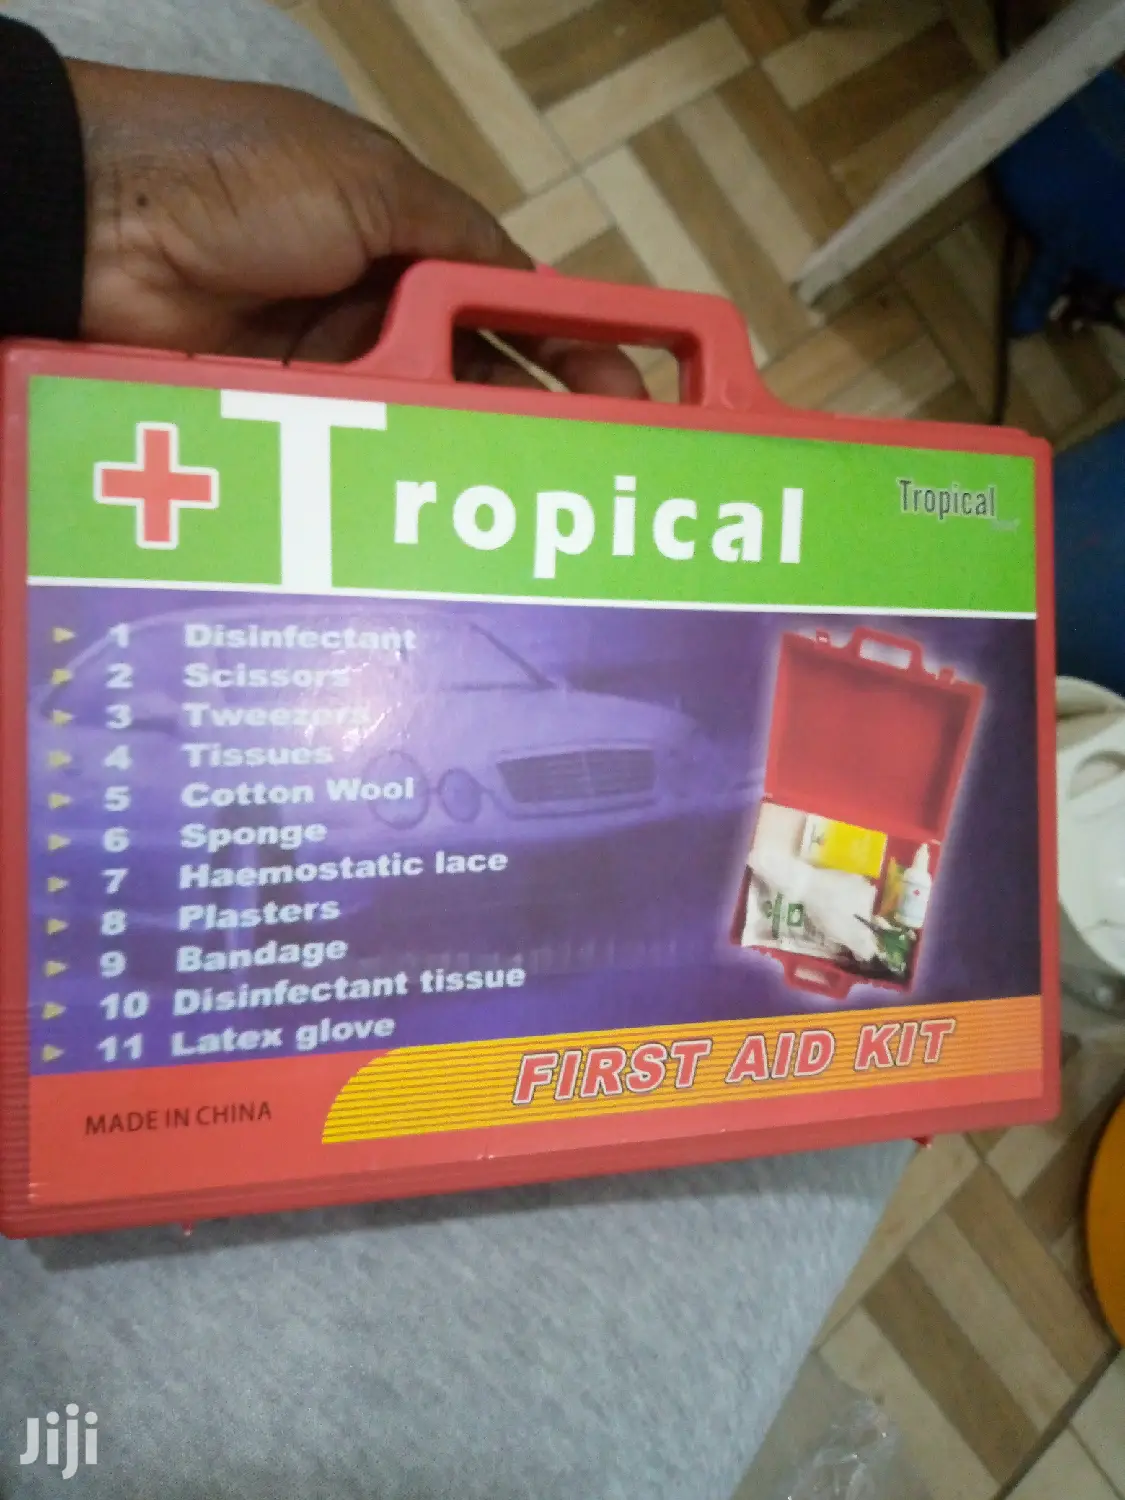 Tropical
Tropical
1 Disinfectant
2 Scissors
3 Tweezers
4 Tissues
5 Cotton Wool
6 Sponge
7 Haemostatic lace
8 Plasters
9 Bandage
10 Disinfectant tissue
11 Latex glove
FIRST AID KIT
MADE IN CHINA
Jiji